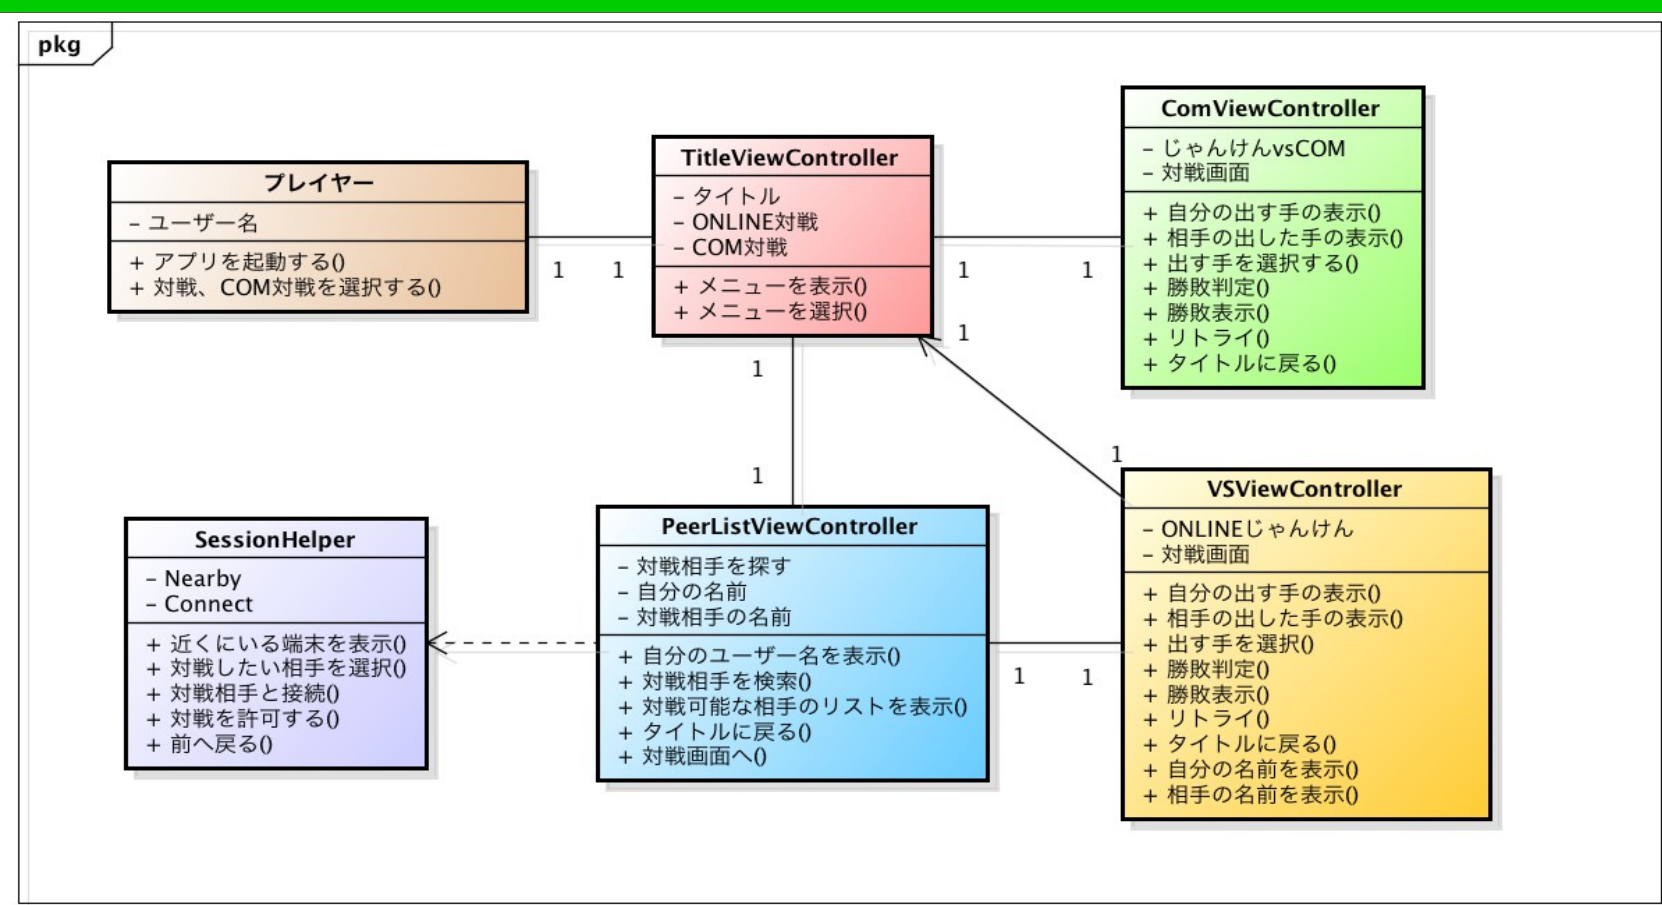 pkg
プレイヤー
– ユーザー名
+ アプリを起動する()
+ 対戦、COM対戦を選択する()
1
1
TitleViewController
– タイトル
– ONLINE対戦
– COM対戦
+ メニューを表示()
+ メニューを選択()
1
1
ComViewController
– じゃんけんvsCOM
– 対戦画面
+ 自分の出す手の表示()
+ 相手の出した手の表示()
+ 出す手を選択する()
+ 勝敗判定()
+ 勝敗表示()
+ リトライ()
+ タイトルに戻る()
1
1
1
1
SessionHelper
– Nearby
– Connect
+ 近くにいる端末を表示()
+ 対戦したい相手を選択()
+ 対戦相手と接続()
+ 対戦を許可する()
+ 前へ戻る()
PeerListViewController
– 対戦相手を探す
– 自分の名前
– 対戦相手の名前
+ 自分のユーザー名を表示()
+ 対戦相手を検索()
+ 対戦可能な相手のリストを表示()
+ タイトルに戻る()
+ 対戦画面へ()
1
1
VSViewController
– ONLINEじゃんけん
– 対戦画面
+ 自分の出す手の表示()
+ 相手の出した手の表示()
+ 出す手を選択()
+ 勝敗判定()
+ 勝敗表示()
+ リトライ()
+ タイトルに戻る()
+ 自分の名前を表示()
+ 相手の名前を表示()